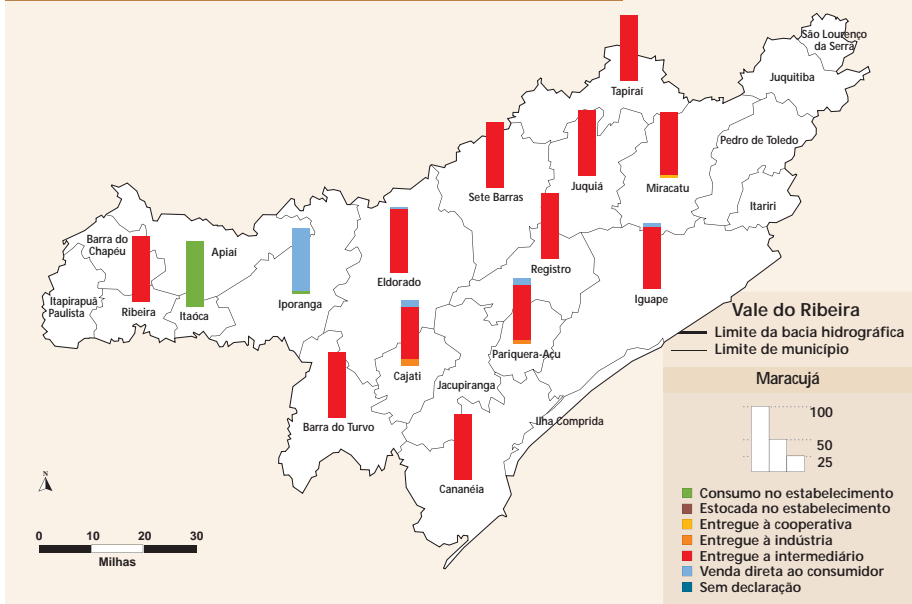 São Lourenço
da Serra
Juquitiba
Tapiraí
Pedro de Toledo
Juquiá
Miracatu
Sete Barras
Itariri
Barra do
Chapéu
Apiaí
Registro
Eldorado
Iguape
Itapirapuã
Paulista
Ribeira
Itaóca
Iporanga
Pariquera-Açu
Cajati
Jacupiranga
Barra do Turvo
Ilha Comprida
Cananéia
N
0 10 20 30
Milhas
Vale do Ribeira
Limite da bacia hidrográfica
Limite de município
Maracujá
100
50
25
Consumo no estabelecimento
Estocada no estabelecimento
Entregue à cooperativa
Entregue à indústria
Entregue a intermediário
Venda direta ao consumidor
Sem declaração